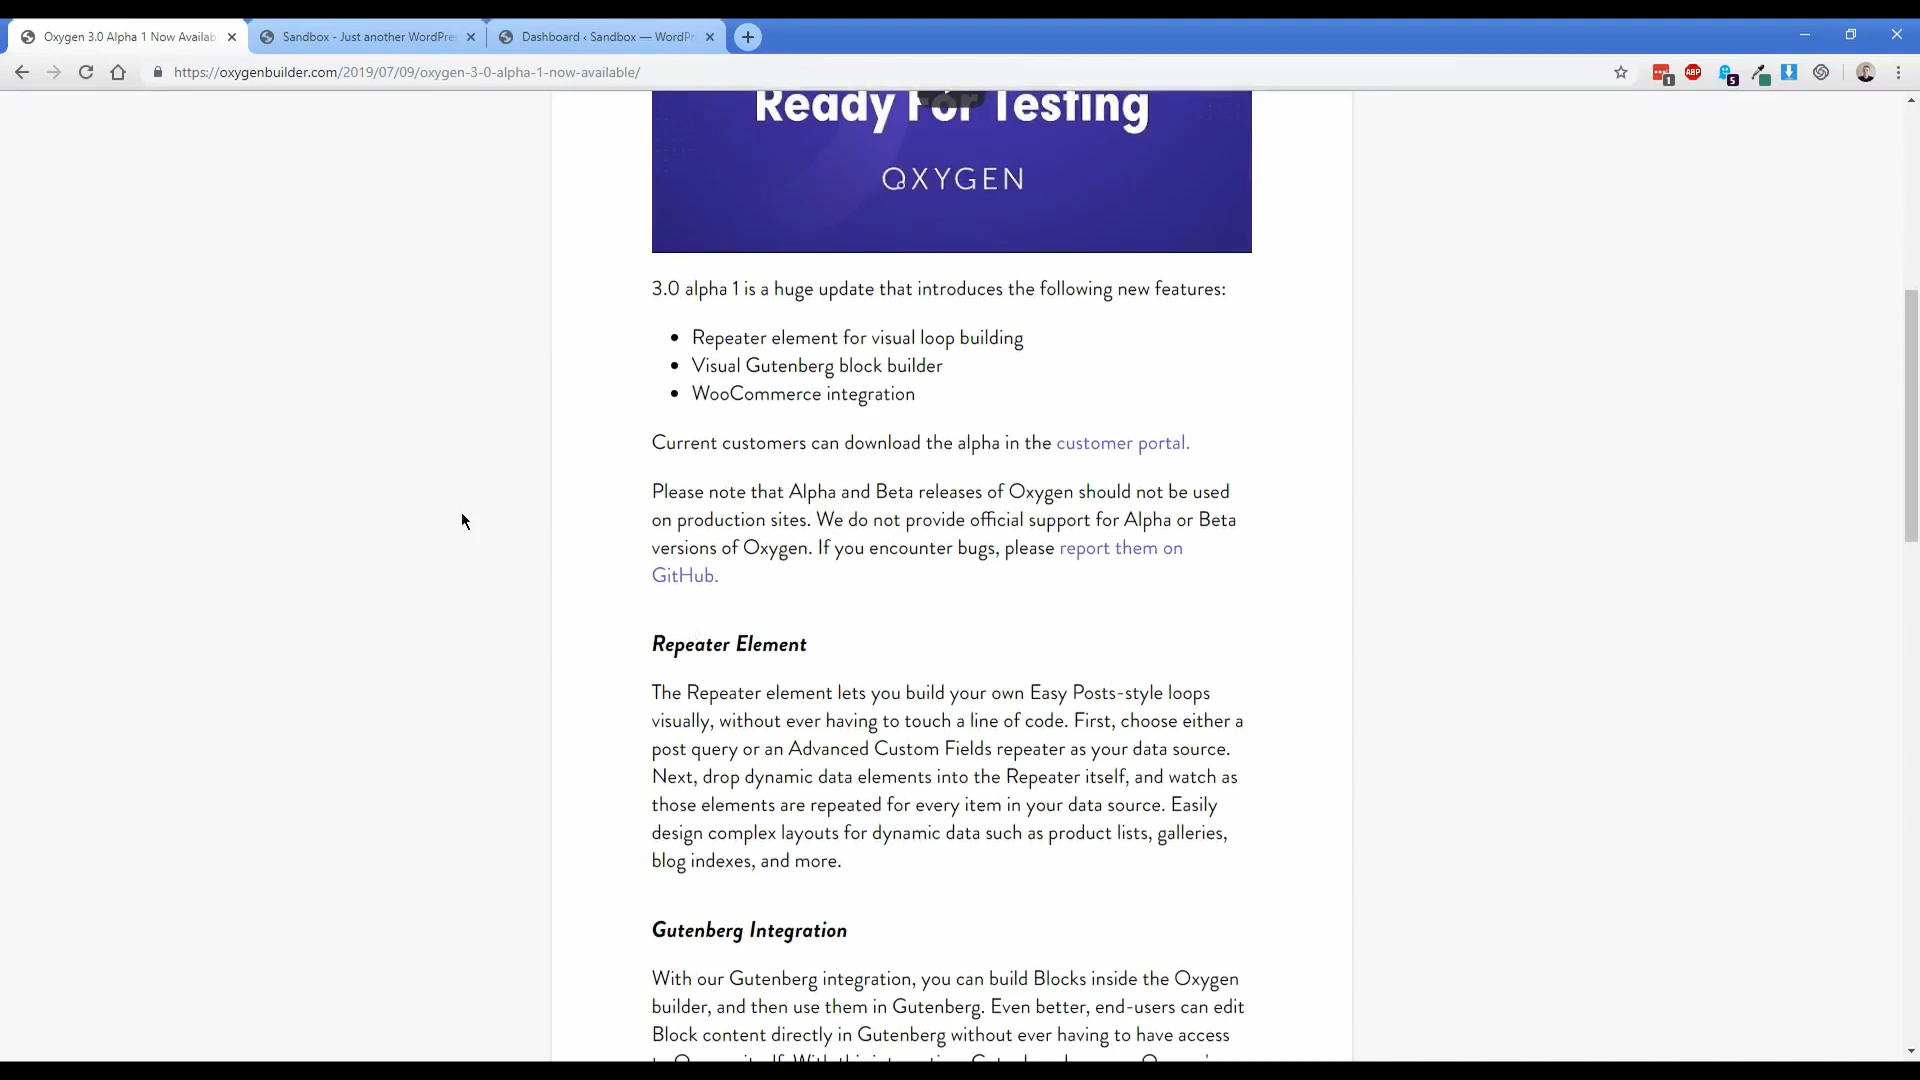 Oxygen 3.0 Alpha 1 Now Availab
Sandbox - Just another WordPre
Dashboard ‹ Sandbox — WordPr
https://oxygenbuilder.com/2019/07/09/oxygen-3-0-alpha-1-now-available/
1
ABP
5
Ready For Testing
OXYGEN
3.0 alpha 1 is a huge update that introduces the following new features:
• Repeater element for visual loop building
• Visual Gutenberg block builder
• WooCommerce integration
Current customers can download the alpha in the customer portal.
Please note that Alpha and Beta releases of Oxygen should not be used
on production sites. We do not provide official support for Alpha or Beta
versions of Oxygen. If you encounter bugs, please report them on
GitHub.
Repeater Element
The Repeater element lets you build your own Easy Posts-style loops
visually, without ever having to touch a line of code. First, choose either a
post query or an Advanced Custom Fields repeater as your data source.
Next, drop dynamic data elements into the Repeater itself, and watch as
those elements are repeated for every item in your data source. Easily
design complex layouts for dynamic data such as product lists, galleries,
blog indexes, and more.
Gutenberg Integration
With our Gutenberg integration, you can build Blocks inside the Oxygen
builder, and then use them in Gutenberg. Even better, end-users can edit
Block content directly in Gutenberg without ever having to have access